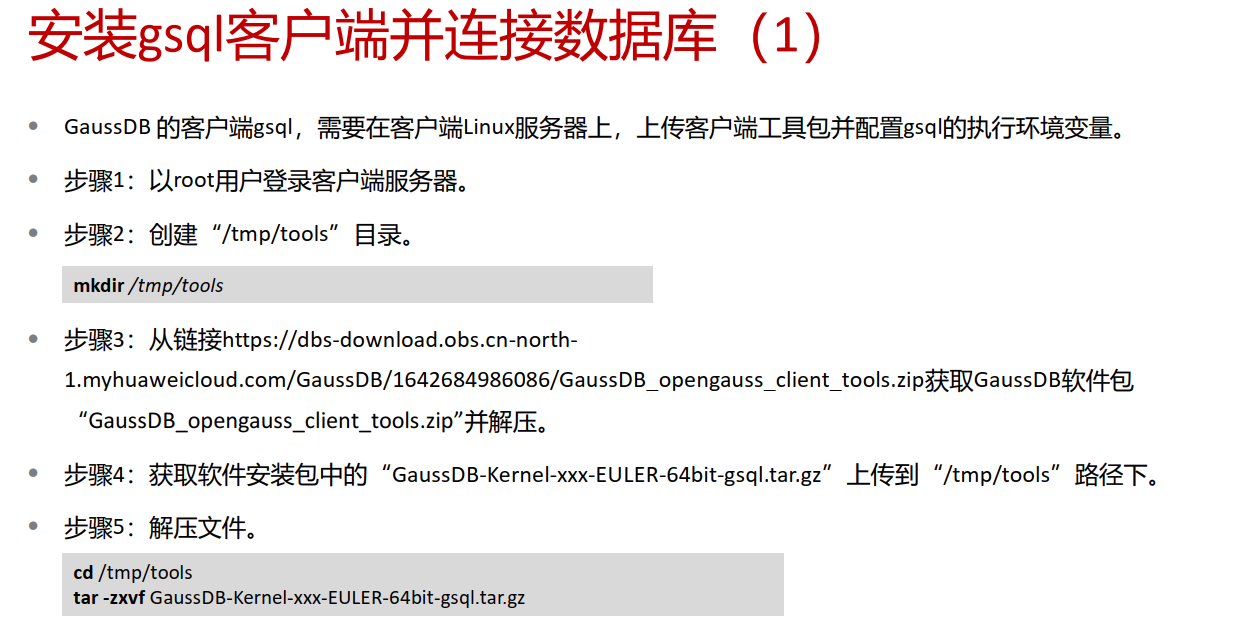 安装gsql客户端并连接数据库（1）
• GaussDB 的客户端gsql，需要在客户端Linux服务器上，上传客户端工具包并配置gsql的执行环境变量。
• 步骤1：以root用户登录客户端服务器。
• 步骤2：创建“/tmp/tools”目录。
mkdir /tmp/tools
• 步骤3：从链接https://dbs-download.obs.cn-north-
1.myhuaweicloud.com/GaussDB/1642684986086/GaussDB_opengauss_client_tools.zip获取GaussDB软件包
“GaussDB_opengauss_client_tools.zip”并解压。
• 步骤4：获取软件安装包中的“GaussDB-Kernel-xxx-EULER-64bit-gsql.tar.gz”上传到“/tmp/tools”路径下。
• 步骤5：解压文件。
cd /tmp/tools
tar -zxvf GaussDB-Kernel-xxx-EULER-64bit-gsql.tar.gz